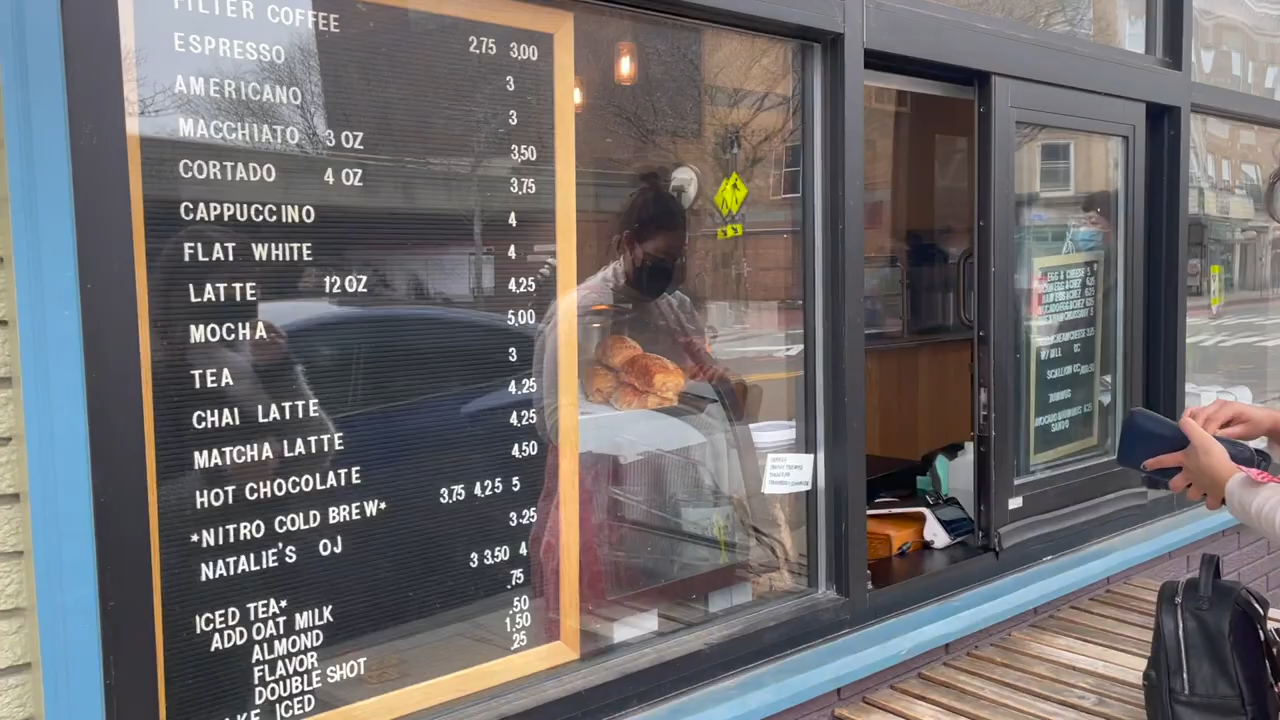 FILTER COFFEE 2,75 3,00
ESPRESSO 3
AMERICANO 3
MACCHIATO 3 OZ 3,50
CORTADO 4 OZ 3,75
CAPPUCCINO 4
FLAT WHITE 4
LATTE 12 OZ 4,25
MOCHA 5,00
TEA 3
CHAI LATTE 4.25
MATCHA LATTE 4,25
HOT CHOCOLATE 4,50
*NITRO COLD BREW* 3.75 4.25 5
NATALIE'S OJ 3.25
ICED TEA* 3 3.50 4
ADD OAT MILK .75
ALMOND .50
FLAVOR 1.50
DOUBLE SHOT .25
ICED
EGG & CHEESE 5
SCALLION CC